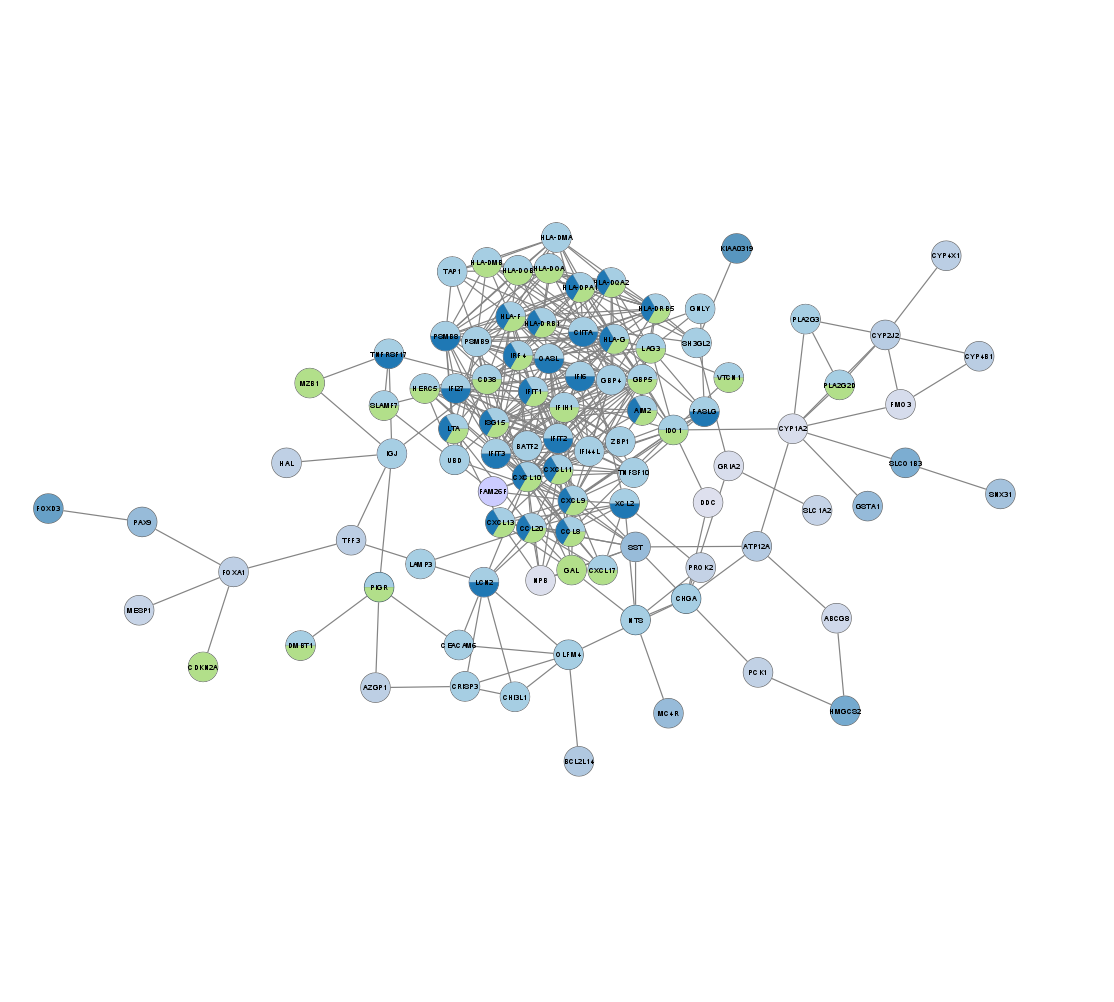 HLA-DMA
KIAA0319
CYP4X1
TAP1
HLA-DMB
HLA-DOB
HLA-DOA
HLA-DPA1
HLA-DQA2
HLA-DRB5
GNLY
PLA2G3
CYP2J2
CYP4B1
PSMB8
PSMB9
HLA-F
HLA-DRB1
CIITA
HLA-G
LAG3
SH3GL2
TNFRSF17
IRF4
OASL
IFI6
GBP4
GBP5
VTCN1
MZB1
HERC5
IFI27
CD38
IFIT1
PLA2G2D
SLAMF7
IFIH1
AIM2
FASLG
FMO3
LTA
ISG15
IDO1
CYP1A2
IGJ
BATF2
IFIT2
ZBP1
HAL
UBD
IFIT3
IFI44L
SLCO1B3
CXCL10
CXCL11
TNFSF10
GRIA2
FAM26F
CXCL9
XCL2
DDC
SLC1A2
GSTA1
SNX31
FOXD3
PAX9
CXCL13
CCL20
CCL8
TFF3
SST
ATP12A
FOXA1
LAMP3
LCN2
NPB
GAL
CXCL17
PROK2
PIGR
CHGA
MESP1
NTS
ABCG8
DMBT1
CEACAM6
OLFM4
CDKN2A
AZGP1
CRISP3
CHI3L1
PCK1
MC4R
HMGCS2
BCL2L14